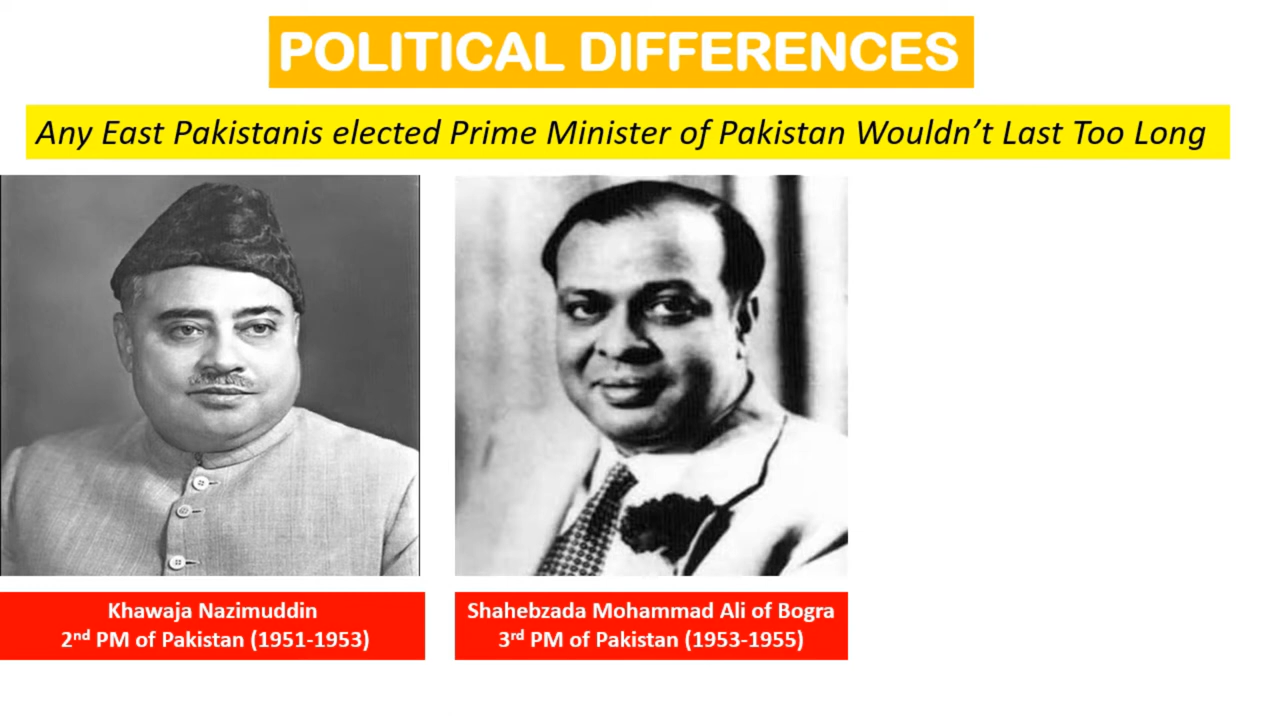 POLITICAL DIFFERENCES
Any East Pakistanis elected Prime Minister of Pakistan Wouldn’t Last Too Long
Khawaja Nazimuddin
2nd PM of Pakistan (1951-1953)
Shahebzada Mohammad Ali of Bogra
3rd PM of Pakistan (1953-1955)